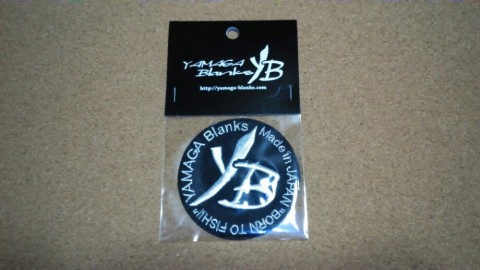 YAMAGA
Blanks
YB
http://yamaga-blanks.com
YAMAGA Blanks Made in JAPAN "BORN TO FISH!!"
YB